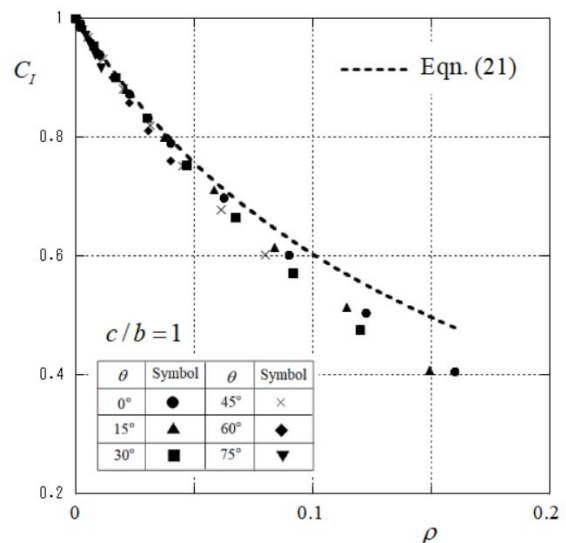 1
C_I
Eqn. (21)
0.8
0.6
c/b=1
θ Symbol θ Symbol
0° ● 45° ×
15° ▲ 60° ◆
30° ■ 75° ▼
0.4
0.2
0 0.1 0.2
ρ